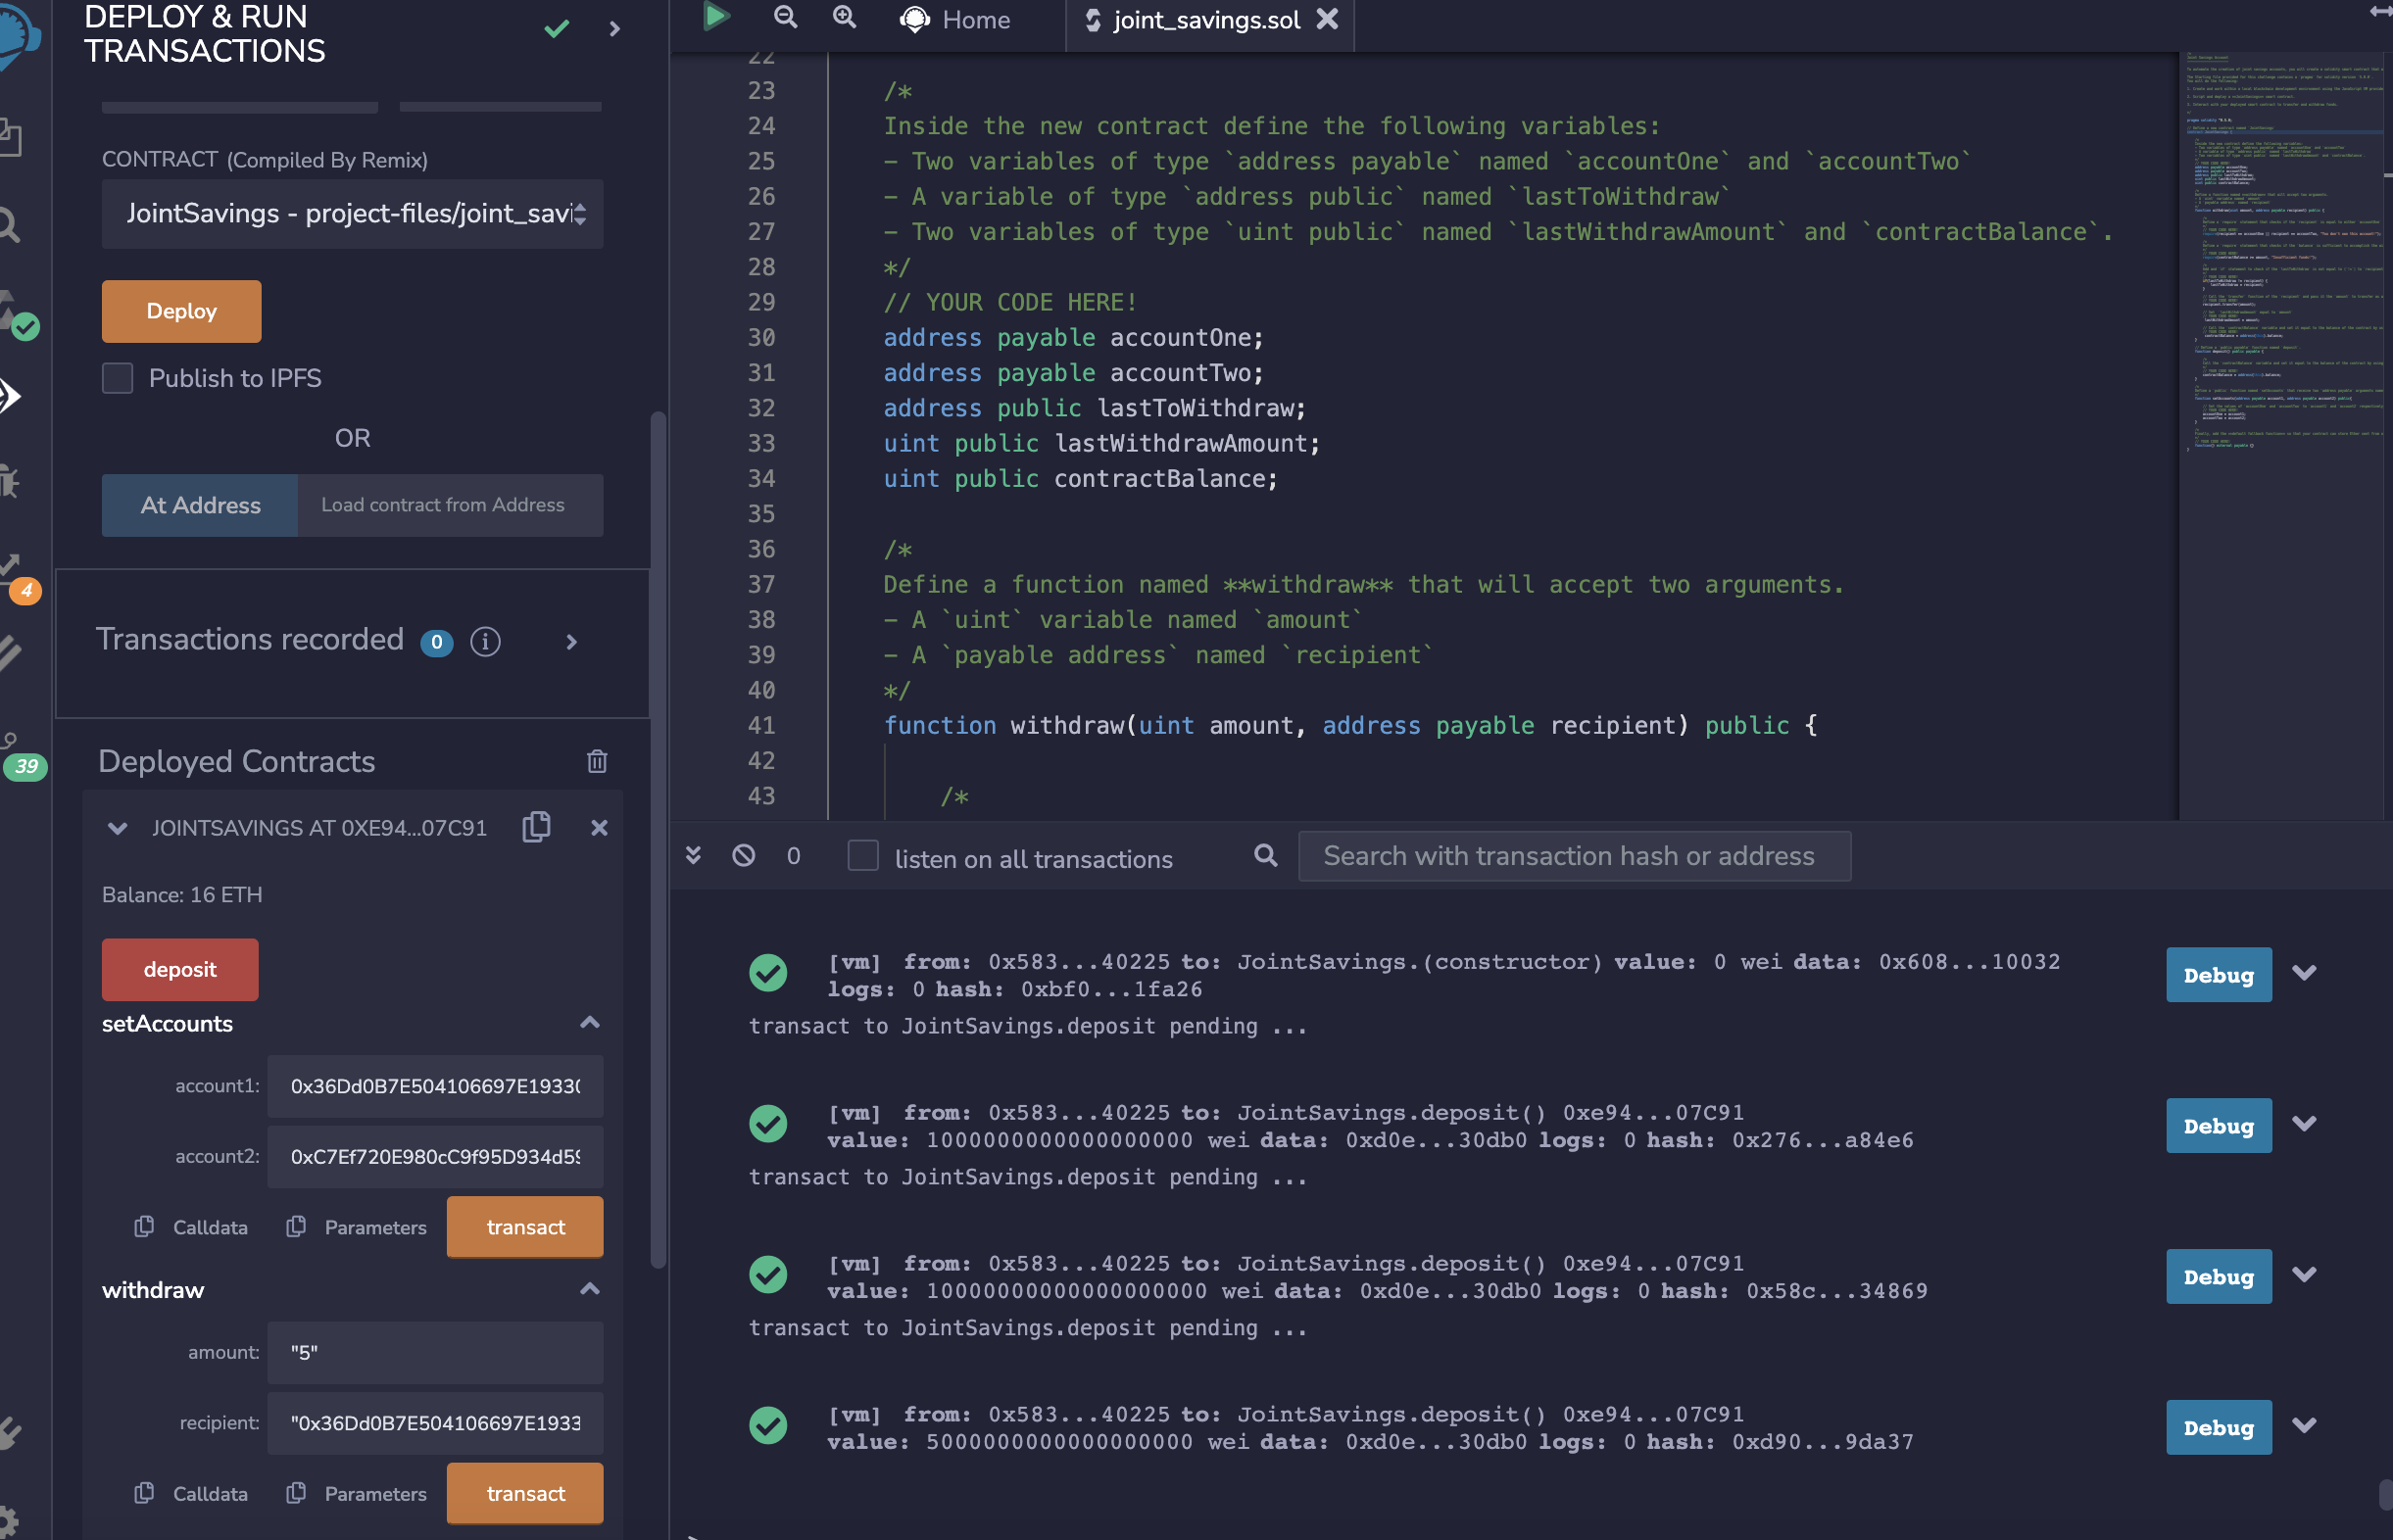 DEPLOY & RUN
TRANSACTIONS
CONTRACT (Compiled By Remix)
JointSavings - project-files/joint_savi
Deploy
Publish to IPFS
OR
At Address
Load contract from Address
4
Transactions recorded 0 i
39
Deployed Contracts
JOINTSAVINGS AT 0XE94...07C91
Balance: 16 ETH
deposit
setAccounts
account1: 0x36Dd0B7E504106697E1933
account2: 0xC7Ef720E980cC9f95D934d5
Calldata Parameters transact
withdraw
amount: "5"
recipient: "0x36Dd0B7E504106697E1933
Calldata Parameters transact
Home joint_savings.sol
22
23 /*
24 Inside the new contract define the following variables:
25 - Two variables of type `address payable` named `accountOne` and `accountTwo`
26 - A variable of type `address public` named `lastToWithdraw`
27 - Two variables of type `uint public` named `lastWithdrawAmount` and `contractBalance`.
28 */
29 // YOUR CODE HERE!
30 address payable accountOne;
31 address payable accountTwo;
32 address public lastToWithdraw;
33 uint public lastWithdrawAmount;
34 uint public contractBalance;
35
36 /*
37 Define a function named **withdraw** that will accept two arguments.
38 - A `uint` variable named `amount`
39 - A `payable address` named `recipient`
40 */
41 function withdraw(uint amount, address payable recipient) public {
42
43 /*
0 listen on all transactions Search with transaction hash or address
[vm] from: 0x583...40225 to: JointSavings.(constructor) value: 0 wei data: 0x608...10032
logs: 0 hash: 0xbf0...1fa26
Debug
transact to JointSavings.deposit pending ...
[vm] from: 0x583...40225 to: JointSavings.deposit() 0xe94...07C91
value: 1000000000000000000 wei data: 0xd0e...30db0 logs: 0 hash: 0x276...a84e6
Debug
transact to JointSavings.deposit pending ...
[vm] from: 0x583...40225 to: JointSavings.deposit() 0xe94...07C91
value: 10000000000000000000 wei data: 0xd0e...30db0 logs: 0 hash: 0x58c...34869
Debug
transact to JointSavings.deposit pending ...
[vm] from: 0x583...40225 to: JointSavings.deposit() 0xe94...07C91
value: 5000000000000000000 wei data: 0xd0e...30db0 logs: 0 hash: 0xd90...9da37
Debug